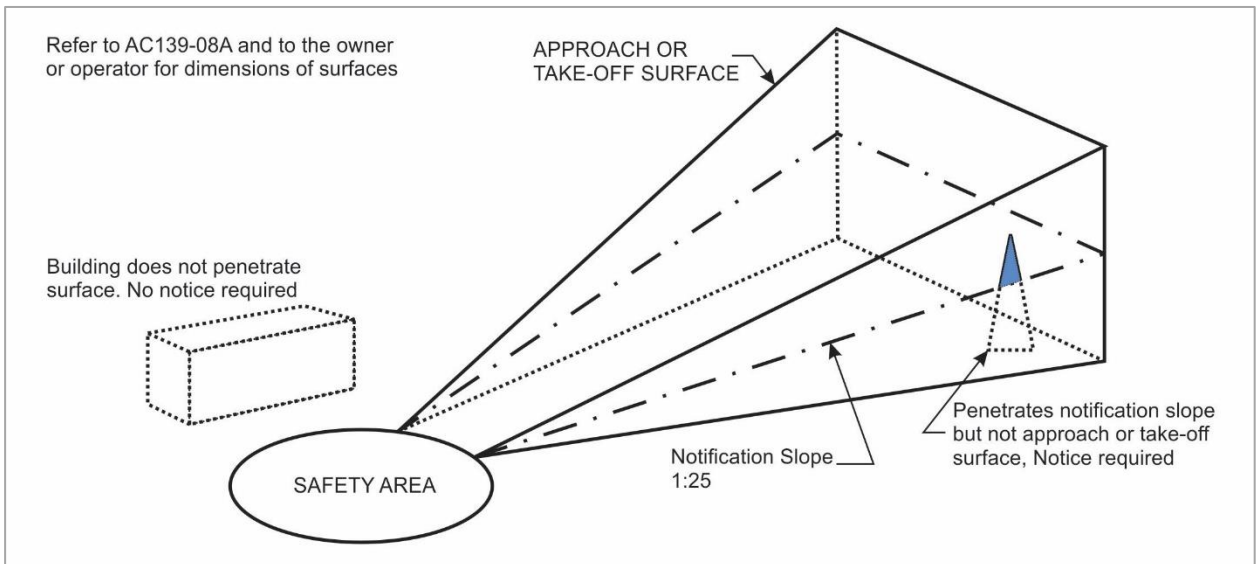 Refer to AC139-08A and to the owner
or operator for dimensions of surfaces
APPROACH OR
TAKE-OFF SURFACE
Building does not penetrate
surface. No notice required
Penetrates notification slope
but not approach or take-off
surface, Notice required
Notification Slope
1:25
SAFETY AREA